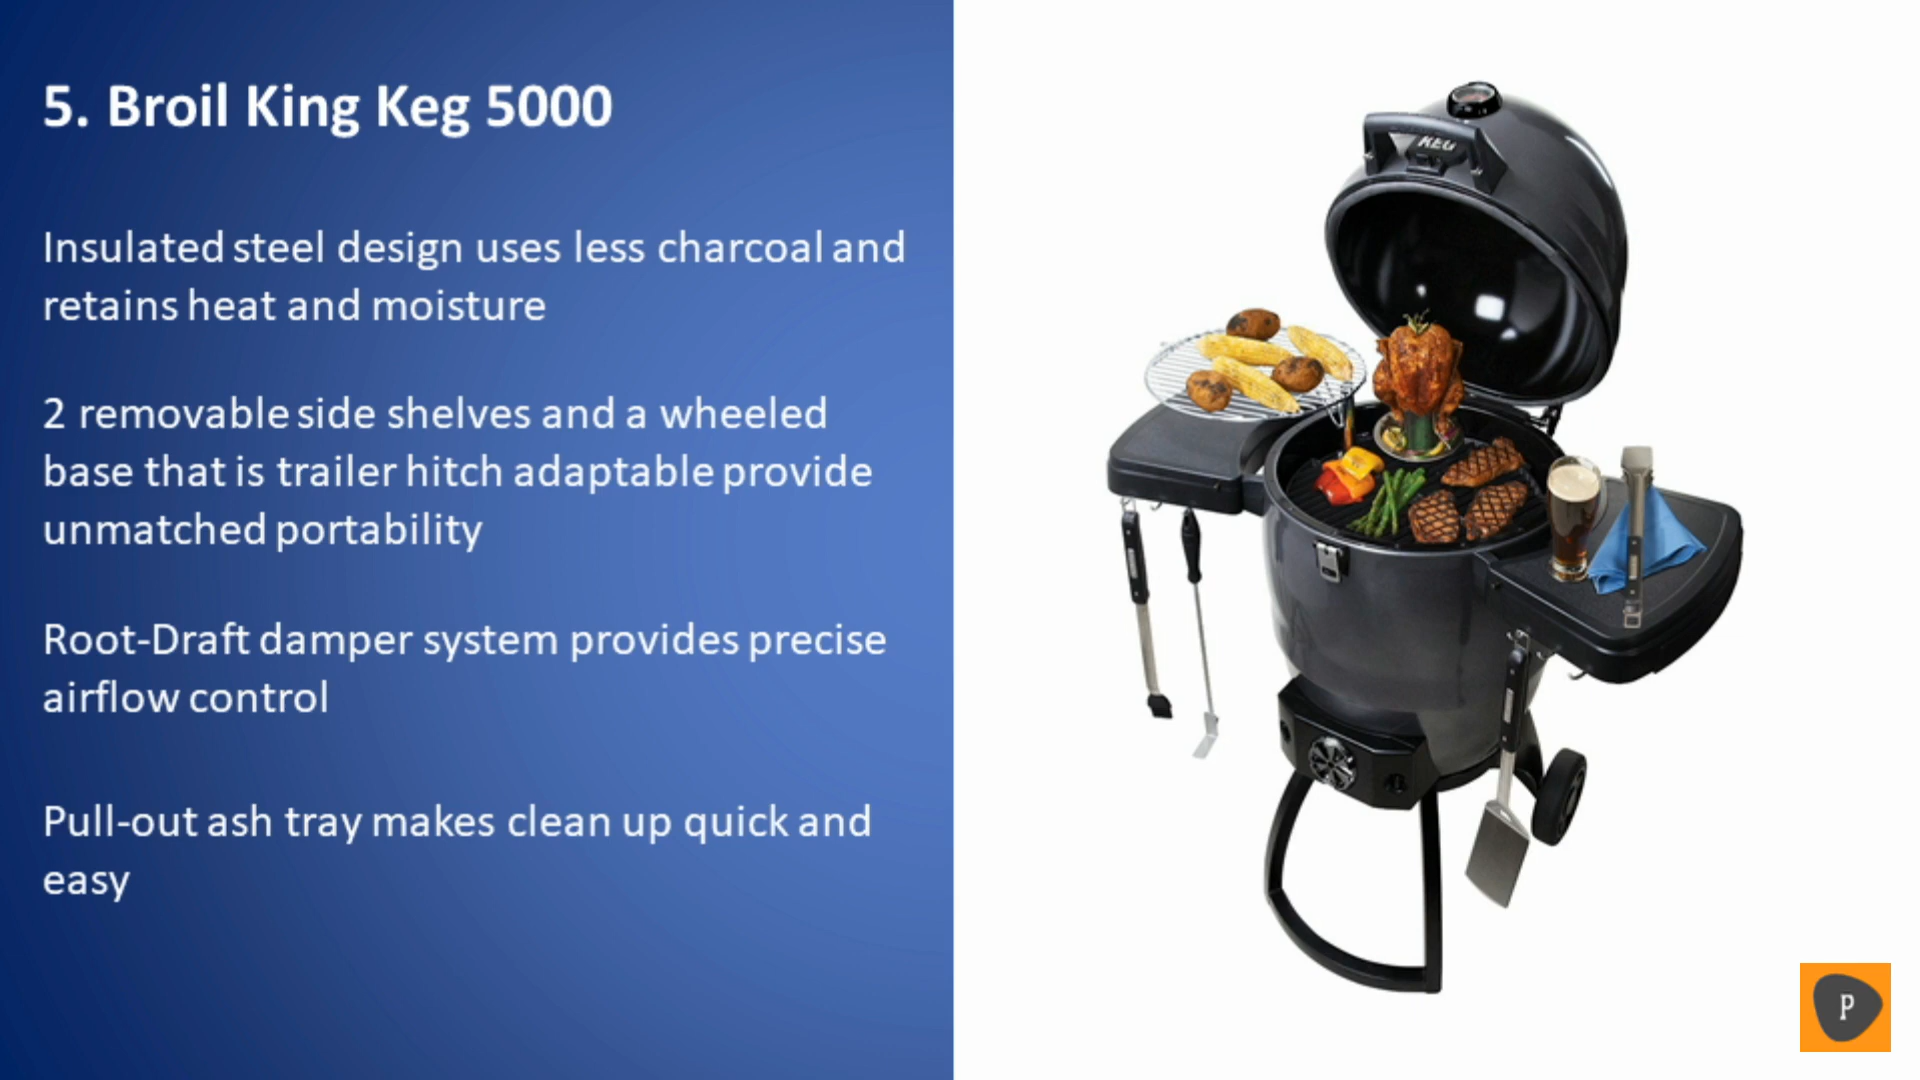 5. Broil King Keg 5000
Insulated steel design uses less charcoal and
retains heat and moisture
2 removable side shelves and a wheeled
base that is trailer hitch adaptable provide
unmatched portability
Root-Draft damper system provides precise
airflow control
Pull-out ash tray makes clean up quick and
easy
KEG
P